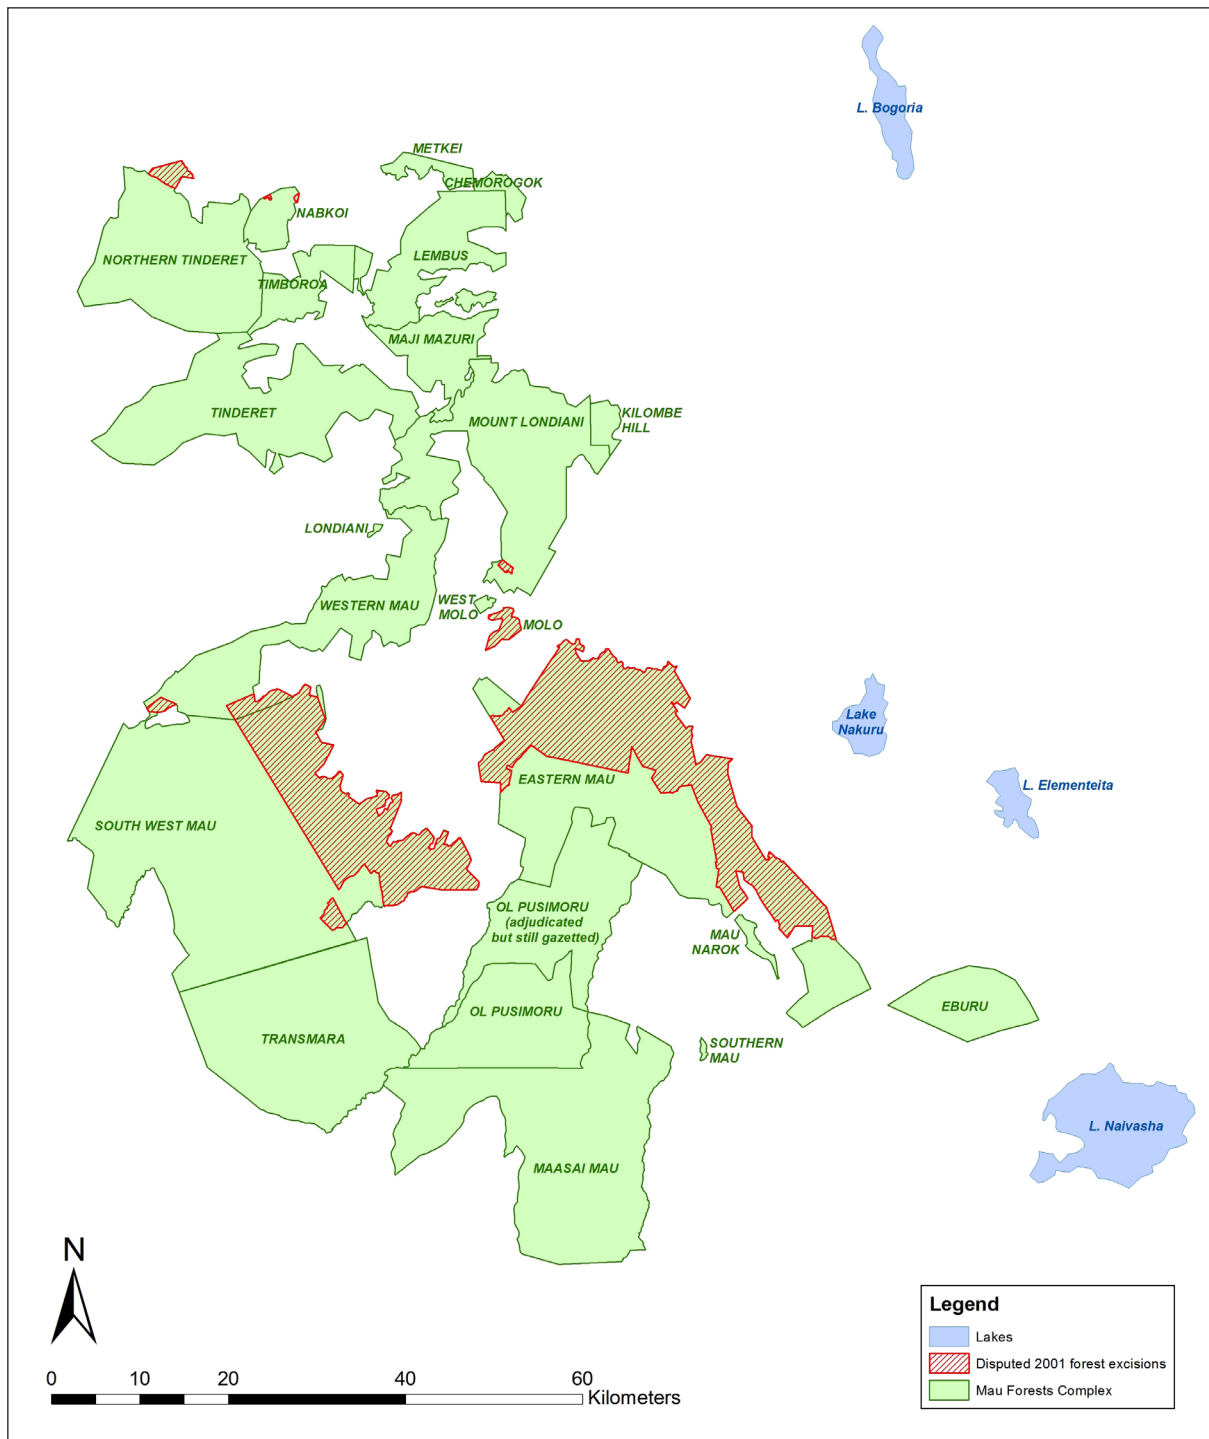 L. Bogoria
METKEI
CHEMOROGOK
NABKOI
NORTHERN TINDERET
LEMBUS
TIMBOROA
MAJI MAZURI
TINDERET
MOUNT LONDIANI
KILOMBE
HILL
LONDIANI
WESTERN MAU
WEST
MOLO
MOLO
Lake
Nakuru
EASTERN MAU
L. Elementeita
SOUTH WEST MAU
OL PUSIMORU
(adjudicated
but still gazetted)
MAU
NAROK
EBURU
OL PUSIMORU
TRANSMARA
SOUTHERN
MAU
L. Naivasha
MAASAI MAU
N
Legend
Lakes
Disputed 2001 forest excisions
Mau Forests Complex
0 10 20 40 60
Kilometers